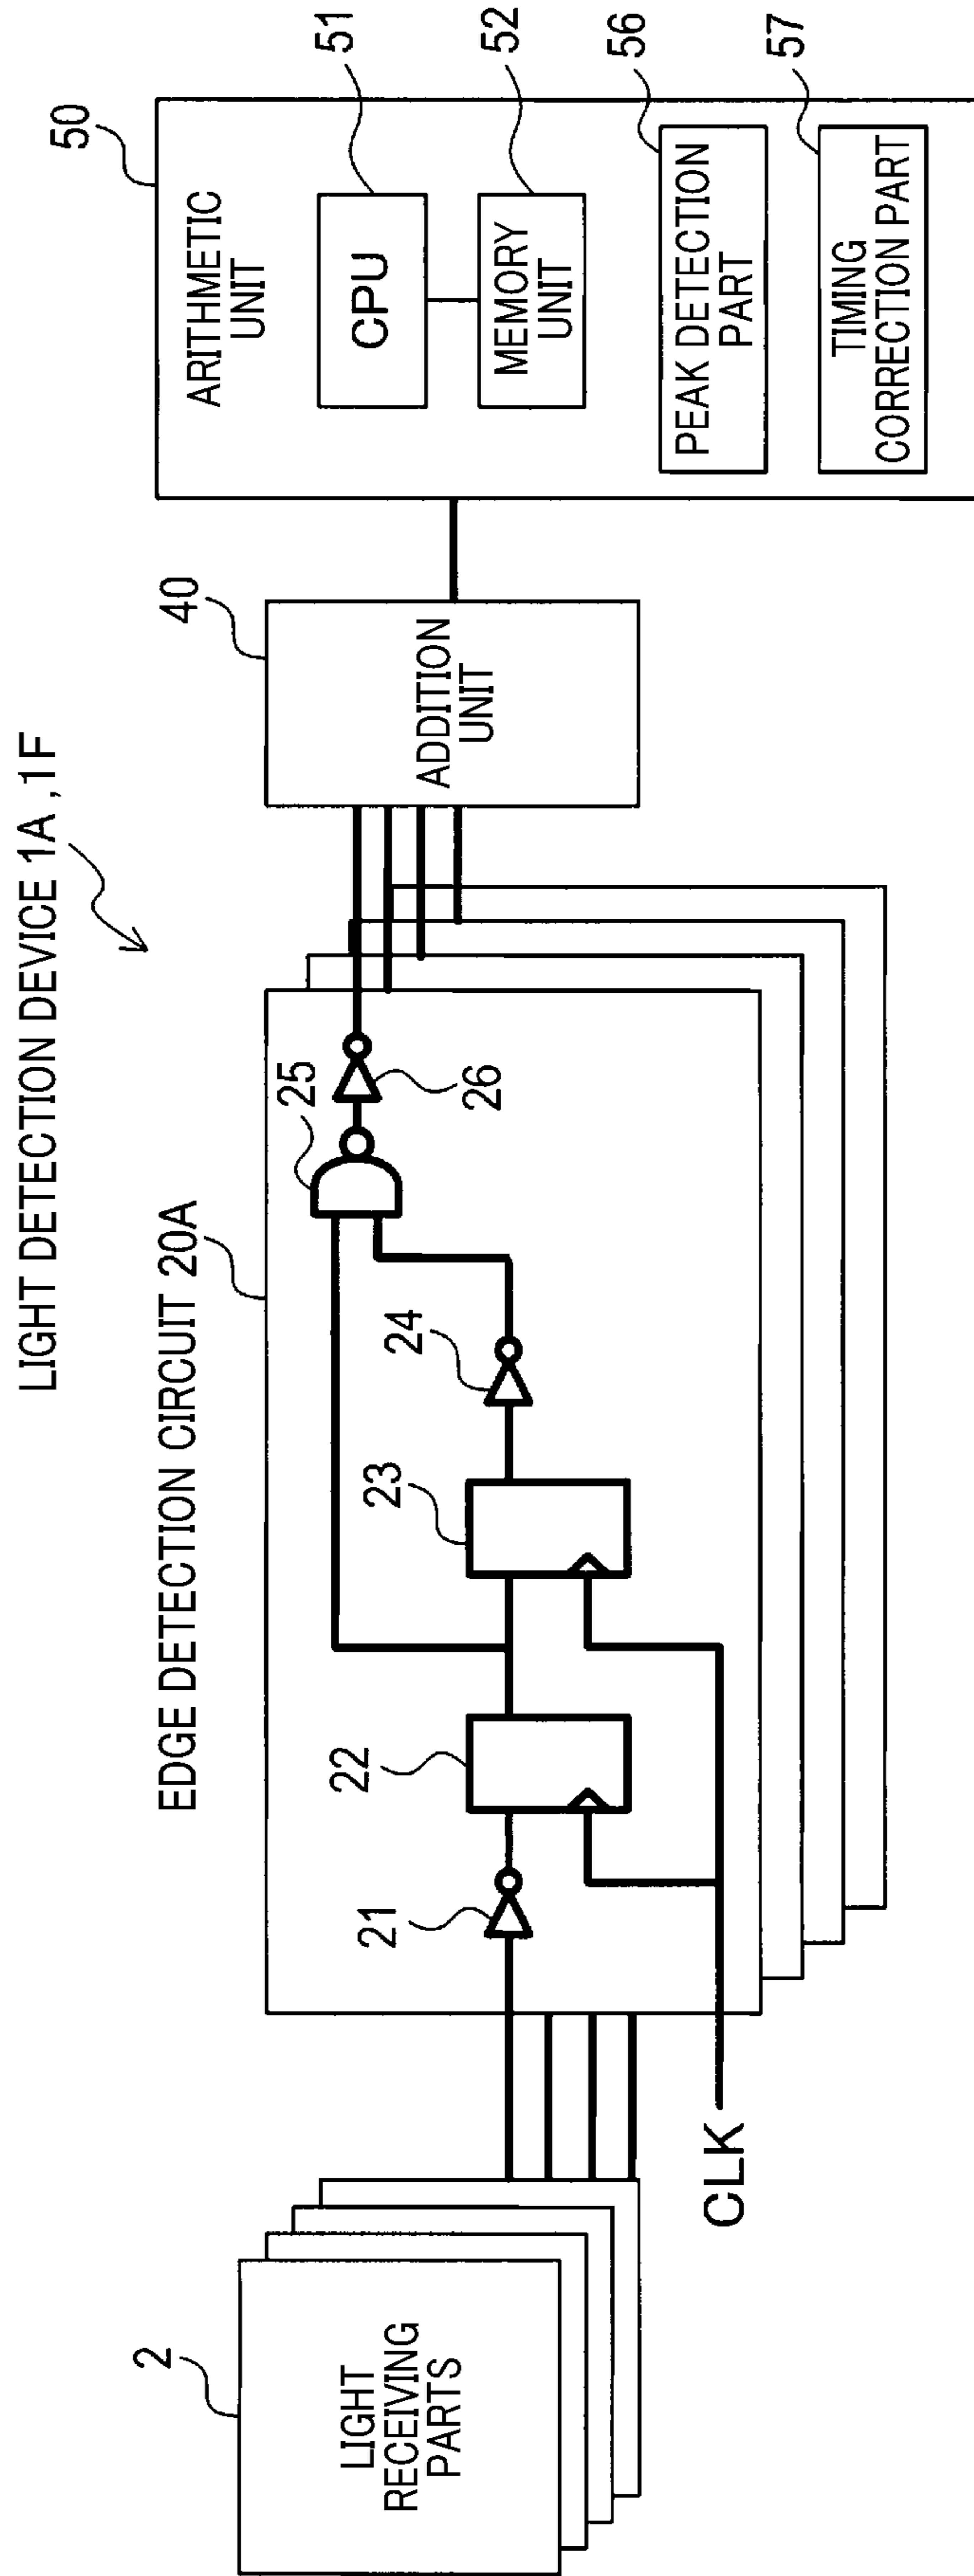 LIGHT DETECTION DEVICE 1A ,1F
EDGE DETECTION CIRCUIT 20A
2
LIGHT
RECEIVING
PARTS
CLK
21
22
23
24
25
26
40
ADDITION
UNIT
50
ARITHMETIC
UNIT
51
CPU
52
MEMORY
UNIT
56
PEAK DETECTION
PART
57
TIMING
CORRECTION PART